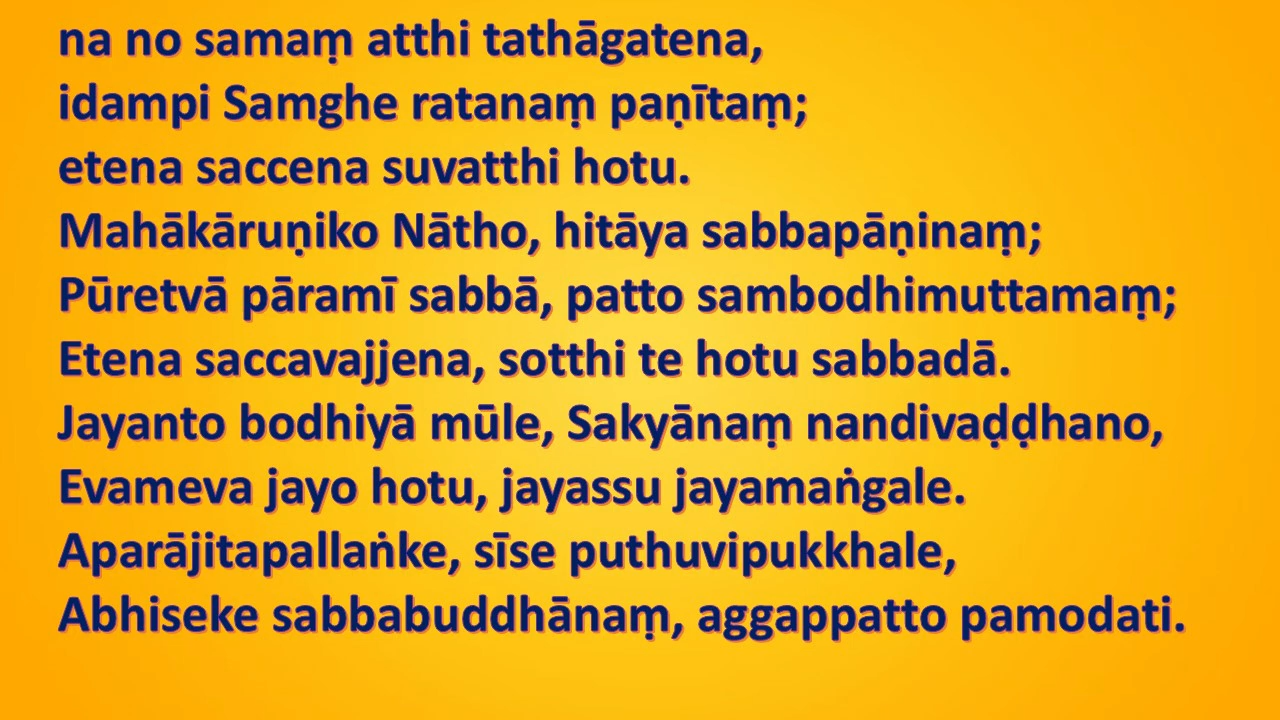 na no samaṃ atthi tathāgatena,
idampi Samghe ratanaṃ paṇītaṃ;
etena saccena suvatthi hotu.
Mahākāruṇiko Nātho, hitāya sabbapāṇinaṃ;
Pūretvā pāramī sabbā, patto sambodhimuttamaṃ;
Etena saccavajjena, sotthi te hotu sabbadā.
Jayanto bodhiyā mūle, Sakyānaṃ nandivaḍḍhano,
Evameva jayo hotu, jayassu jayamaṅgale.
Aparājitapallaṅke, sīse puthuvipukkhale,
Abhiseke sabbabuddhānaṃ, aggappatto pamodati.